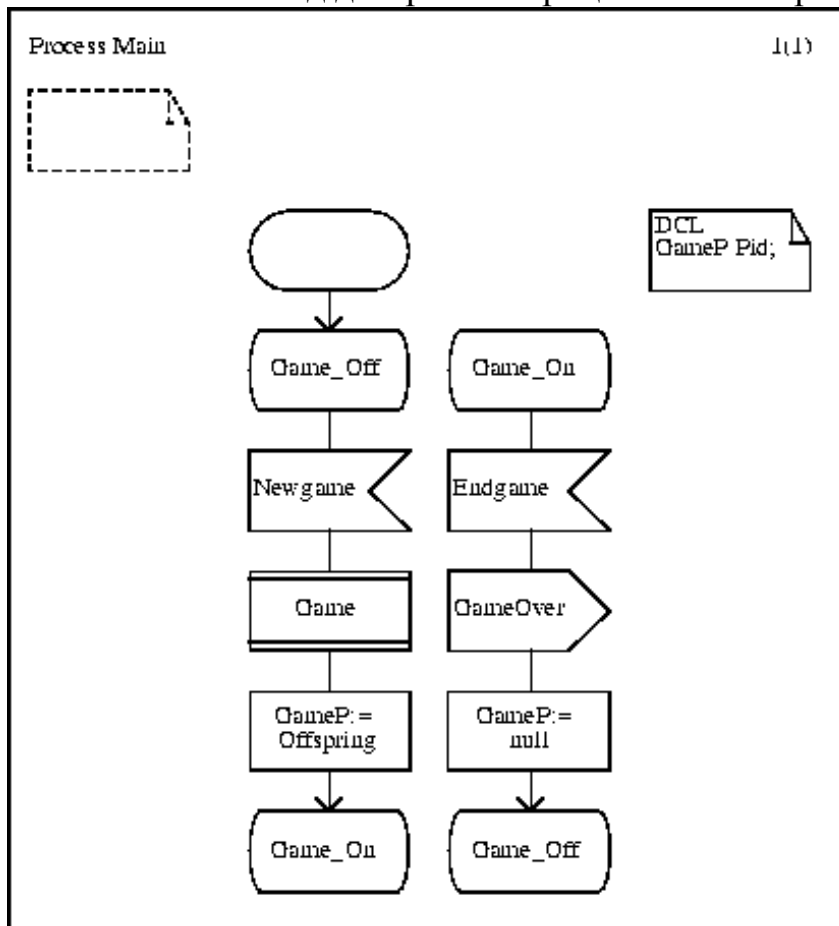 Process Main
1(1)
DCL
GameP Pid;
Game_Off
Game_On
Newgame
Endgame
Game
GameOver
GameP:=
Offspring
GameP:=
null
Game_On
Game_Off